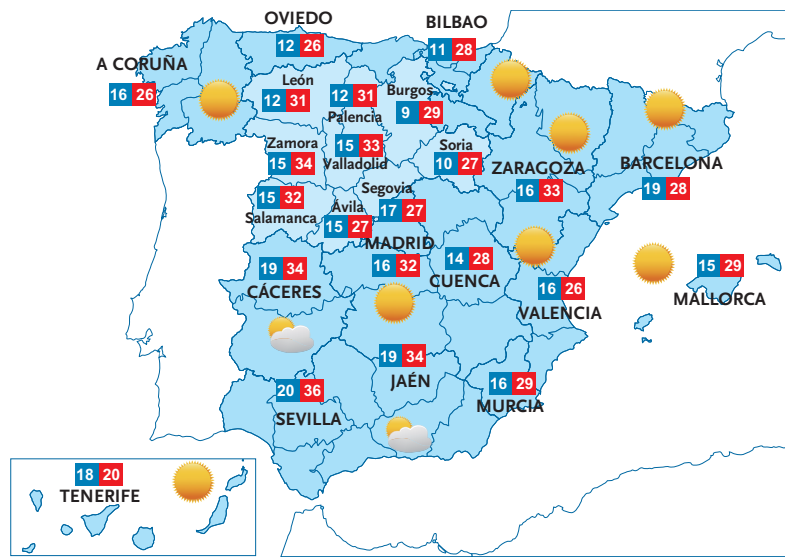 OVIEDO
12 26
BILBAO
11 28
A CORUÑA
16 26
León
12 31
12 31
Palencia
Burgos
9 29
Zamora
15 34
15 33
Valladolid
Soria
10 27
ZARAGOZA
16 33
BARCELONA
19 28
15 32
Salamanca
Ávila
15 27
Segovia
17 27
MADRID
16 32
14 28
CUENCA
19 34
CÁCERES
16 26
VALENCIA
15 29
MALLORCA
19 34
JAÉN
20 36
SEVILLA
16 29
MURCIA
18 20
TENERIFE